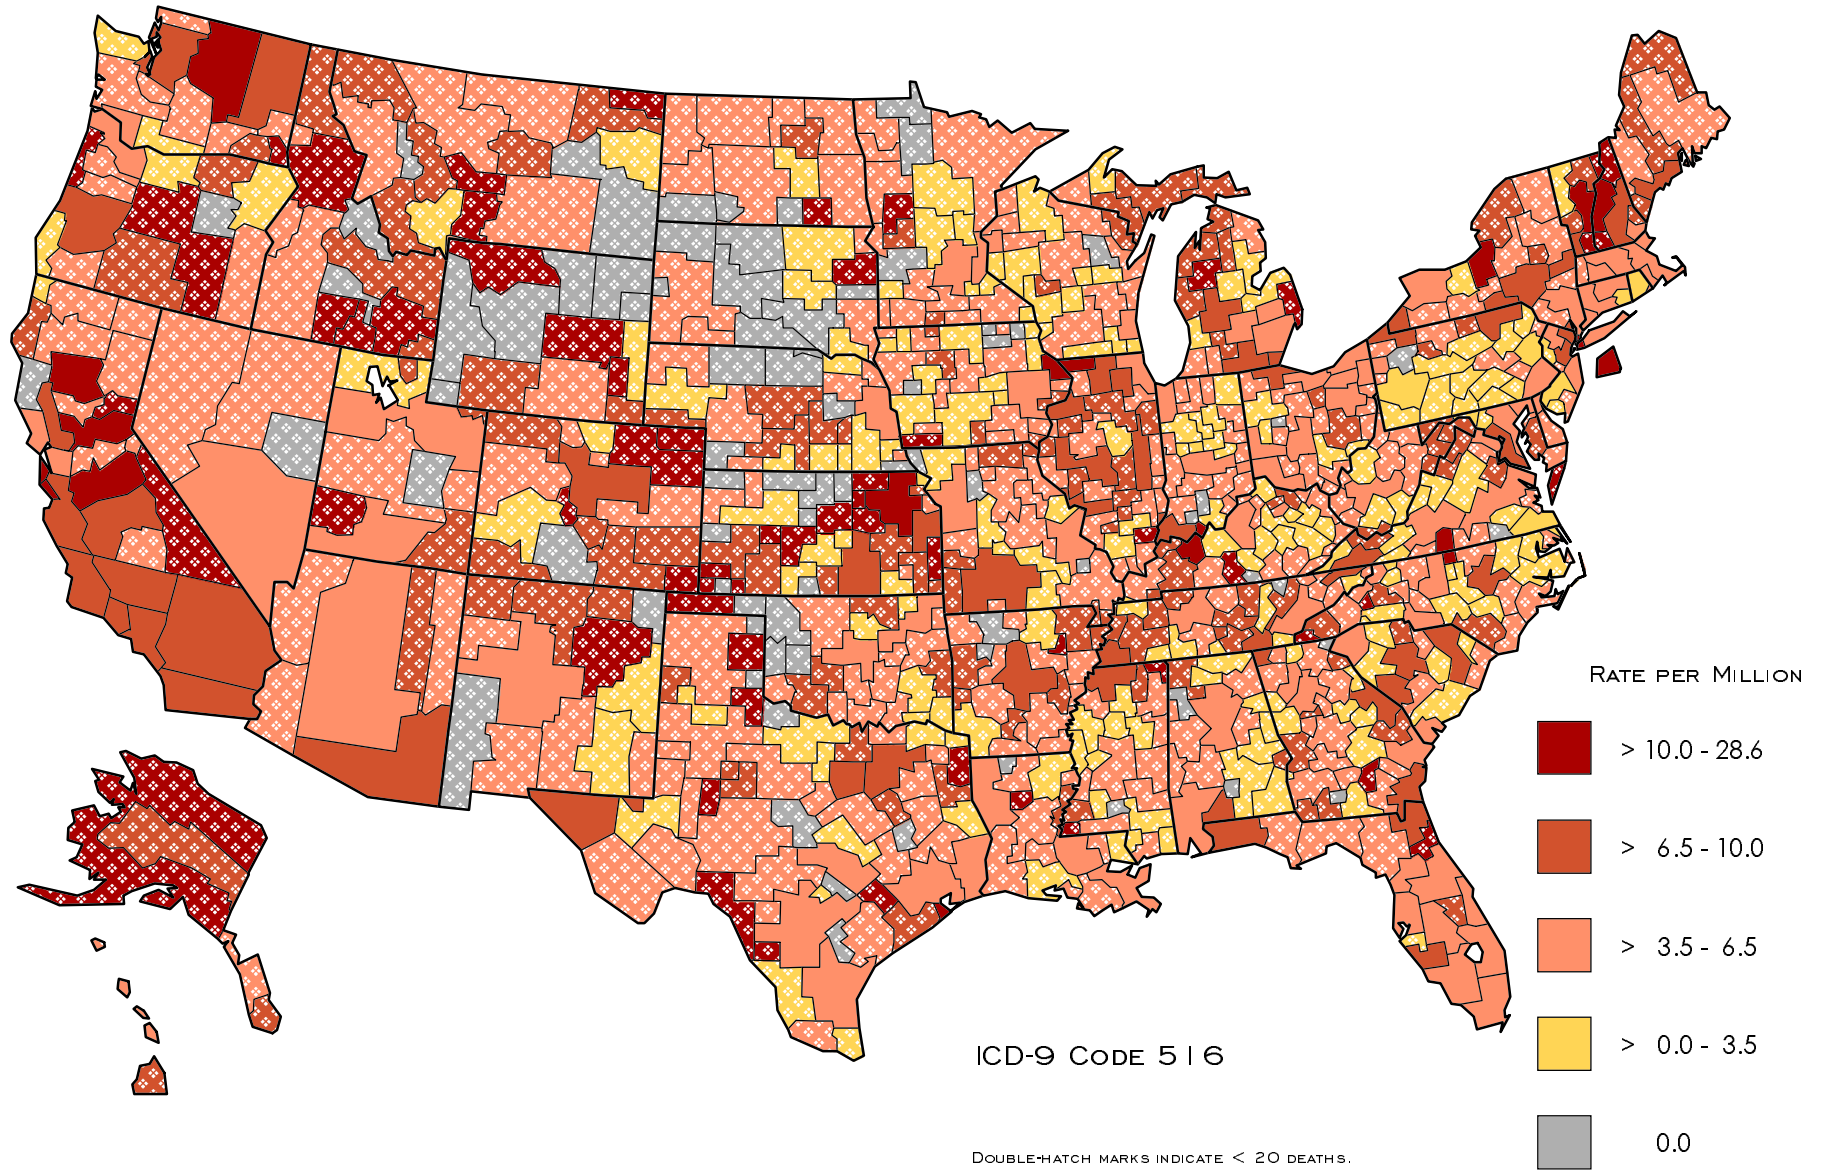 Rate per Million
> 10.0 - 28.6
> 6.5 - 10.0
> 3.5 - 6.5
> 0.0 - 3.5
0.0
ICD-9 Code 516
Double-hatch marks indicate < 20 deaths.